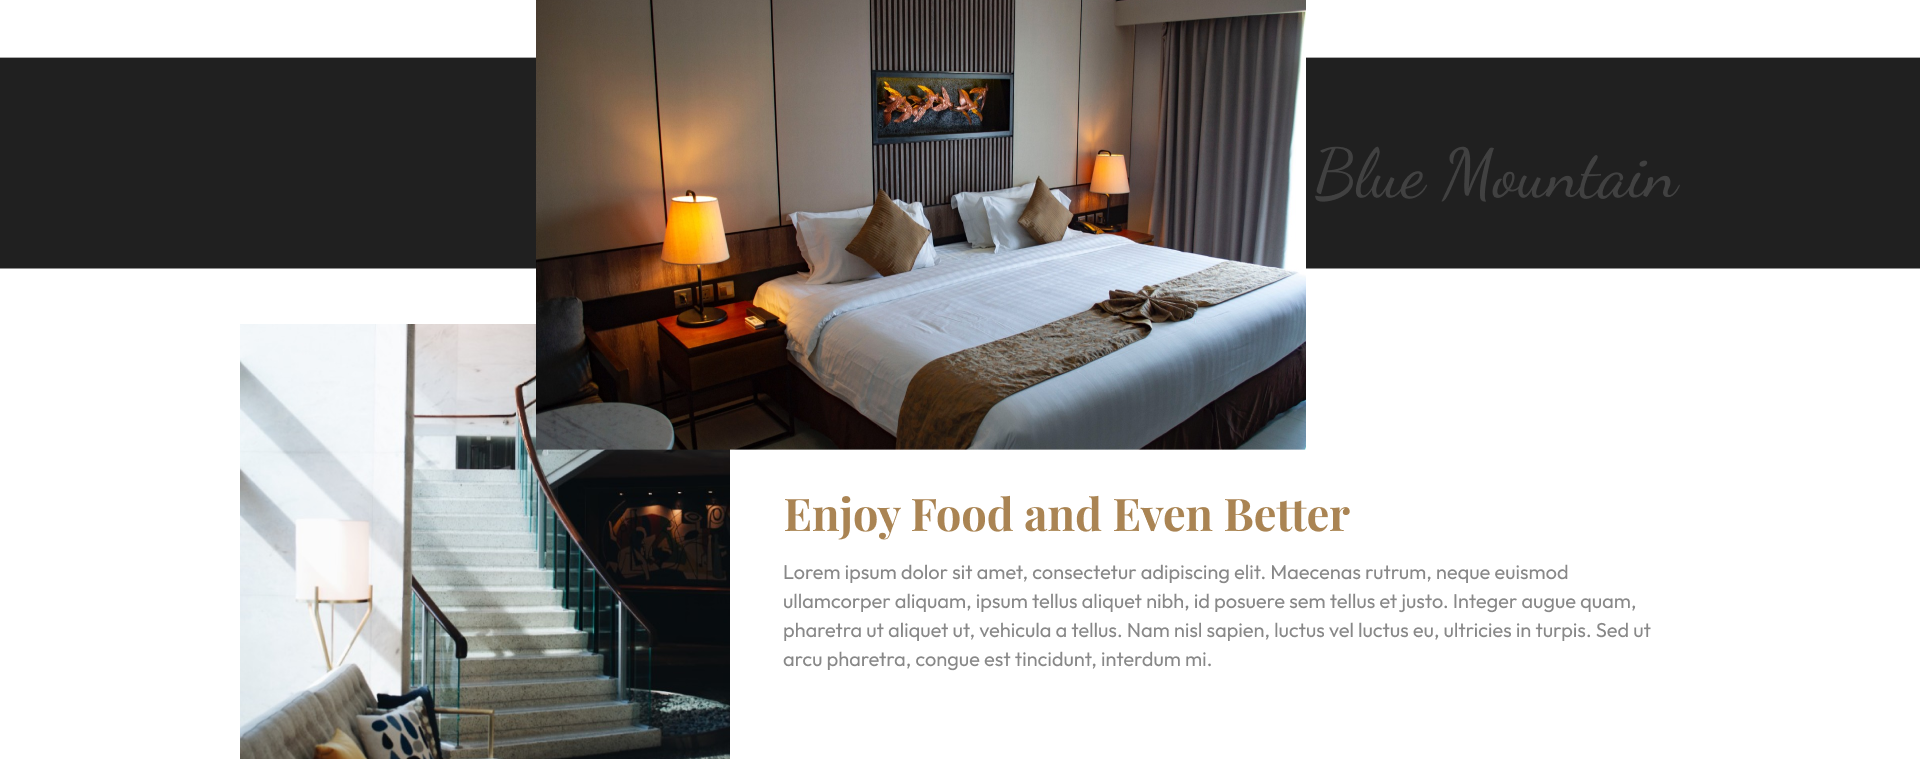 Blue Mountain
Enjoy Food and Even Better
Lorem ipsum dolor sit amet, consectetur adipiscing elit. Maecenas rutrum, neque euismod
ullamcorper aliquam, ipsum tellus aliquet nibh, id posuere sem tellus et justo. Integer augue quam,
pharetra ut aliquet ut, vehicula a tellus. Nam nisl sapien, luctus vel luctus eu, ultricies in turpis. Sed ut
arcu pharetra, congue est tincidunt, interdum mi.